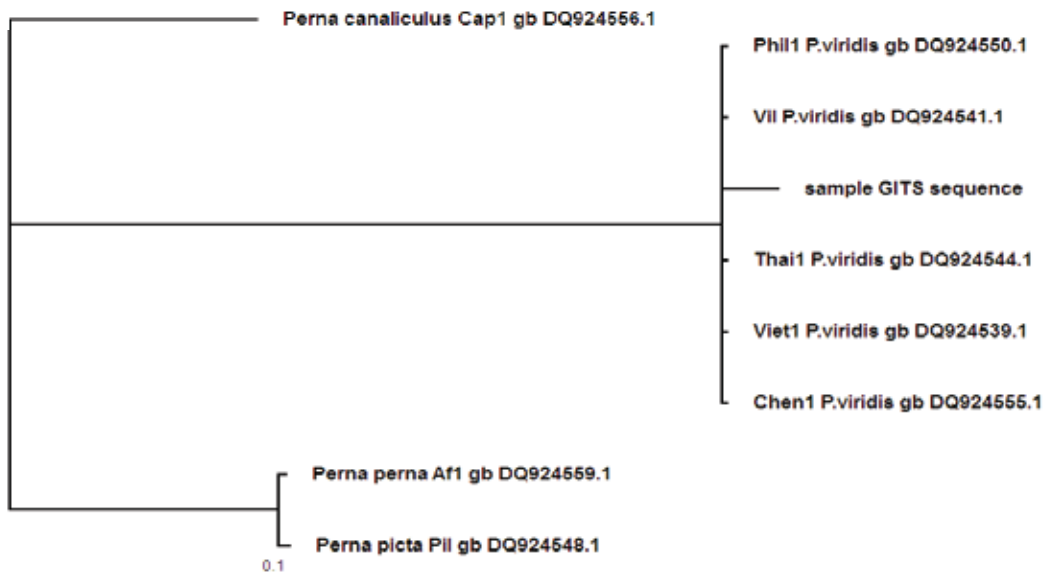 Perna canaliculus Cap1 gb DQ924556.1
Phil1 P.viridis gb DQ924550.1
Vil P.viridis gb DQ924541.1
sample GITS sequence
Thai1 P.viridis gb DQ924544.1
Viet1 P.viridis gb DQ924539.1
Chen1 P.viridis gb DQ924555.1
Perna perna Af1 gb DQ924559.1
Perna picta Pil gb DQ924548.1
0.1